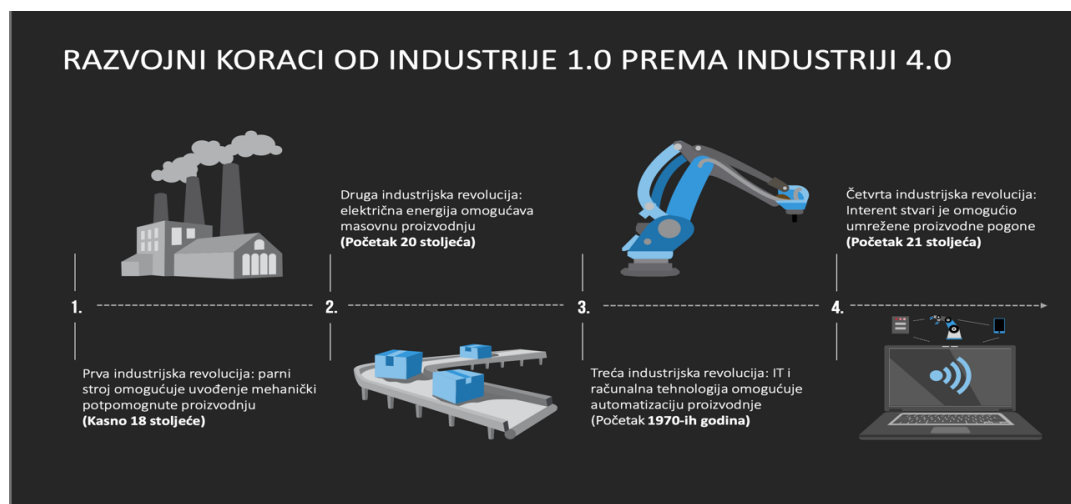 RAZVOJNI KORACI OD INDUSTRIJE 1.0 PREMA INDUSTRIJI 4.0
1.
Prva industrijska revolucija: parni
stroj omogućuje uvođenje mehanički
potpomognute proizvodnju
(Kasno 18 stoljeće)
2.
Druga industrijska revolucija:
električna energija omogućava
masovnu proizvodnju
(Početak 20 stoljeća)
3.
Treća industrijska revolucija: IT i
računalna tehnologija omogućuje
automatizaciju proizvodnje
(Početak 1970-ih godina)
4.
Četvrta industrijska revolucija:
Interent stvari je omogućio
umrežene proizvodne pogone
(Početak 21 stoljeća)